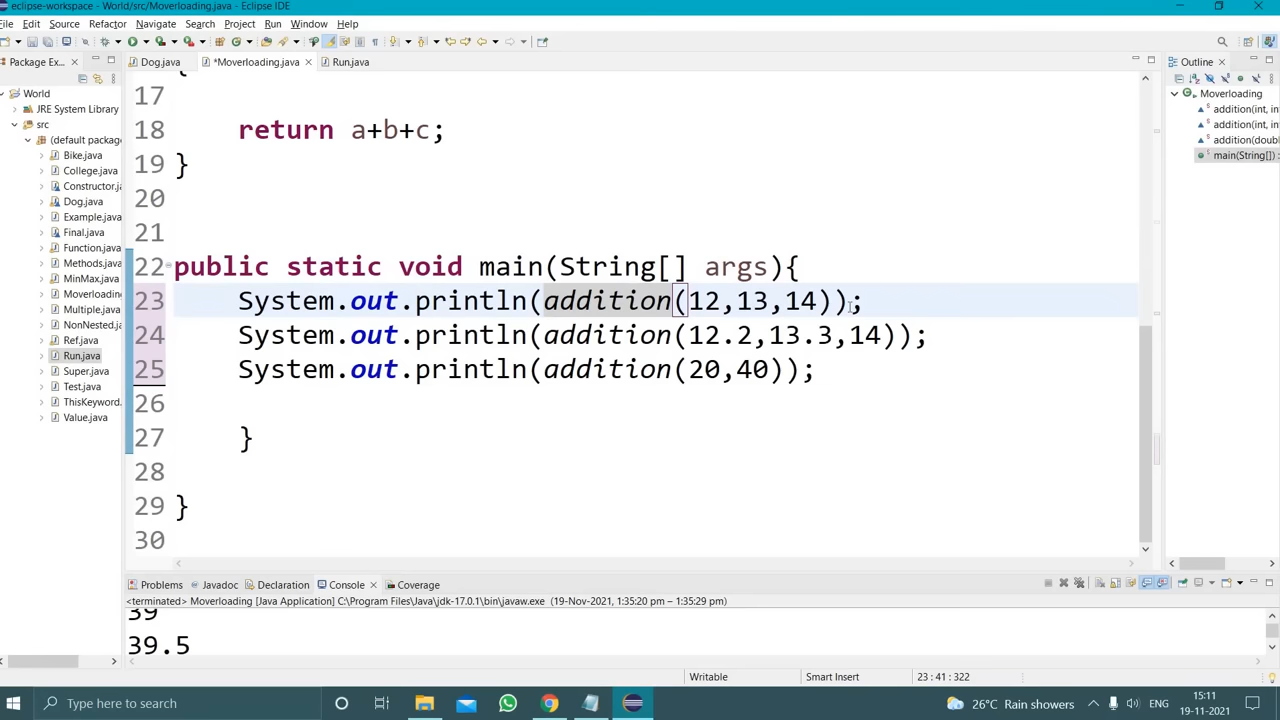 eclipse-workspace - World/src/Moverloading.java - Eclipse IDE
File Edit Source Refactor Navigate Search Project Run Window Help
Package Ex...
Dog.java
*Moverloading.java
Run.java
Outline
World
JRE System Library
src
(default package
Bike.java
College.java
Constructor.ja
Dog.java
Example.java
Final.java
Function.java
Methods.java
MinMax.java
Moverloading
Multiple.java
NonNested.ja
Ref.java
Run.java
Super.java
Test.java
ThisKeyword.
Value.java
{
17
18 return a+b+c;
19 }
20
21
22 public static void main(String[] args){
23 System.out.println(addition(12,13,14));
24 System.out.println(addition(12.2,13.3,14));
25 System.out.println(addition(20,40));
26
27 }
28
29 }
30
Moverloading
addition(int, in
addition(int, in
addition(doubl
main(String[]) :
Problems Javadoc Declaration Console Coverage
<terminated> Moverloading [Java Application] C:\Program Files\Java\jdk-17.0.1\bin\javaw.exe (19-Nov-2021, 1:35:20 pm – 1:35:29 pm)
39
39.5
Writable Smart Insert 23 : 41 : 322
Type here to search
26°C Rain showers
ENG
15:11
19-11-2021